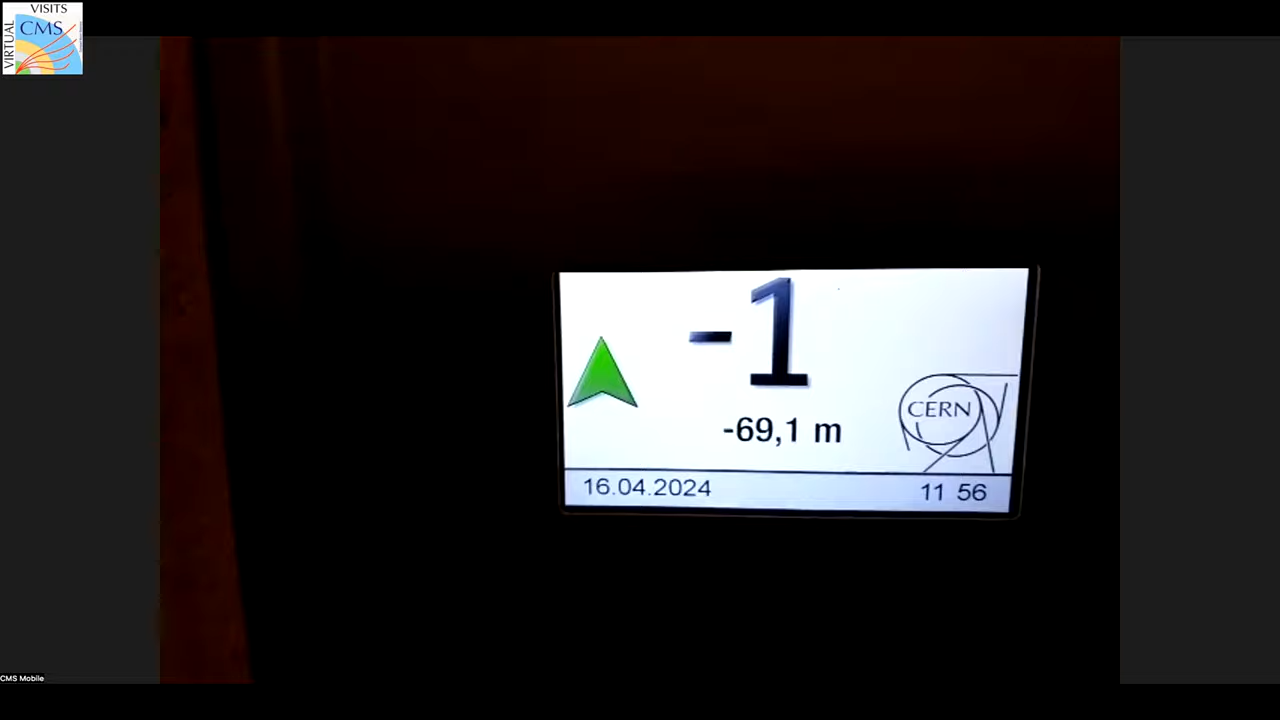 VISITS
CMS
VIRTUAL
-1
-69,1 m
CERN
16.04.2024
11 56
CMS Mobile